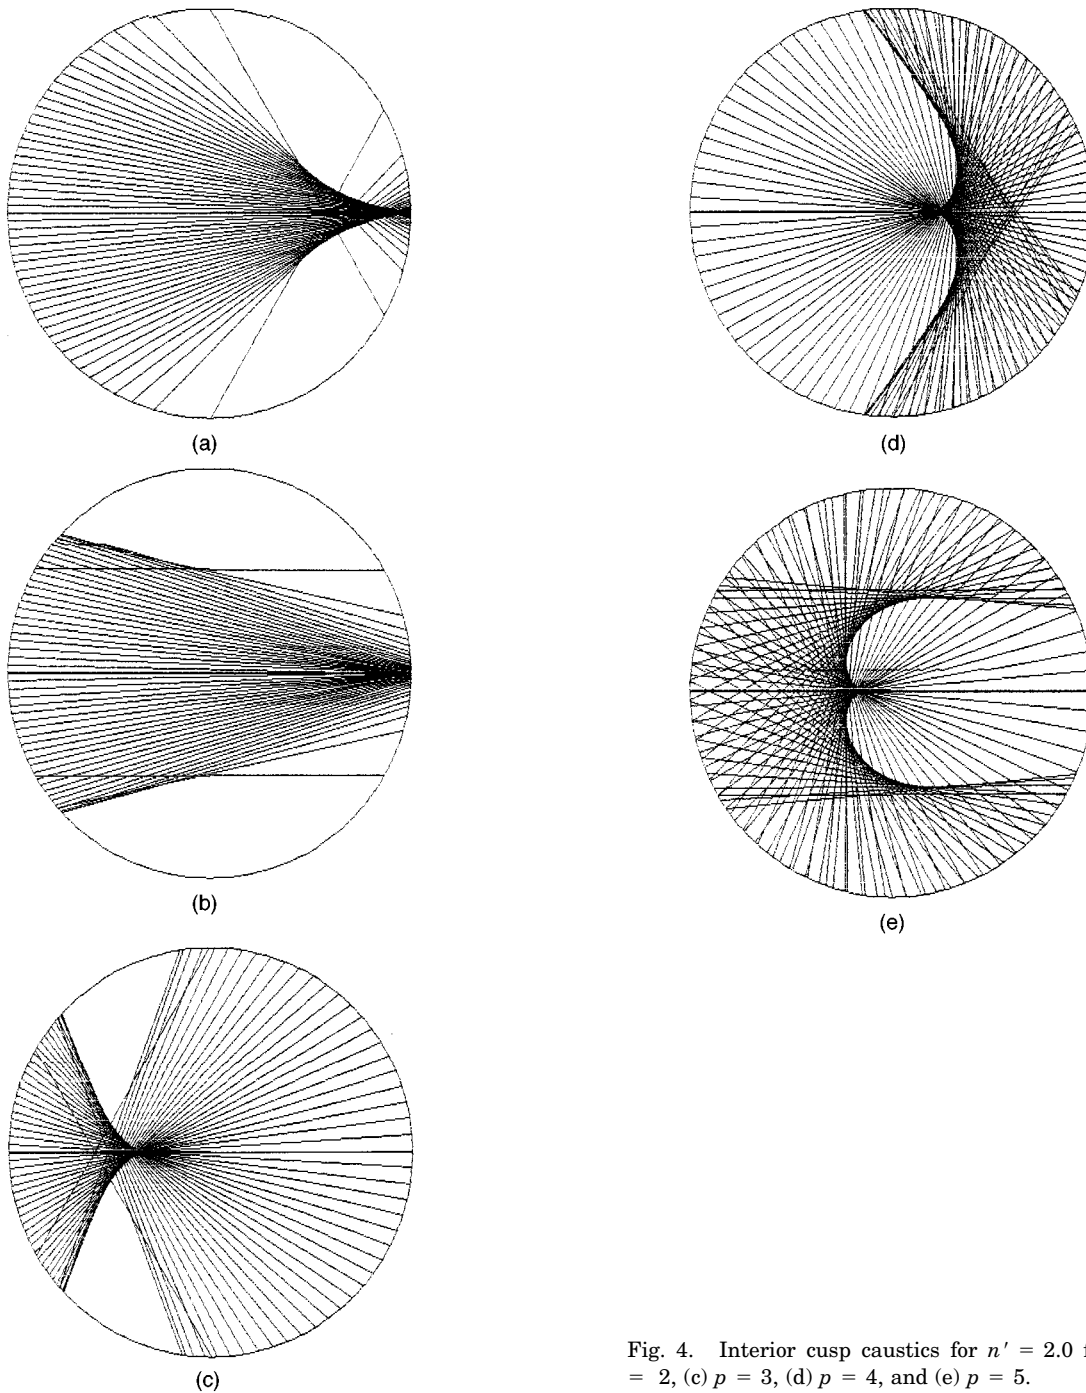 (a)
(b)
(c)
(d)
(e)
Fig. 4. Interior cusp caustics for n′ = 2.0
= 2, (c) p = 3, (d) p = 4, and (e) p = 5.